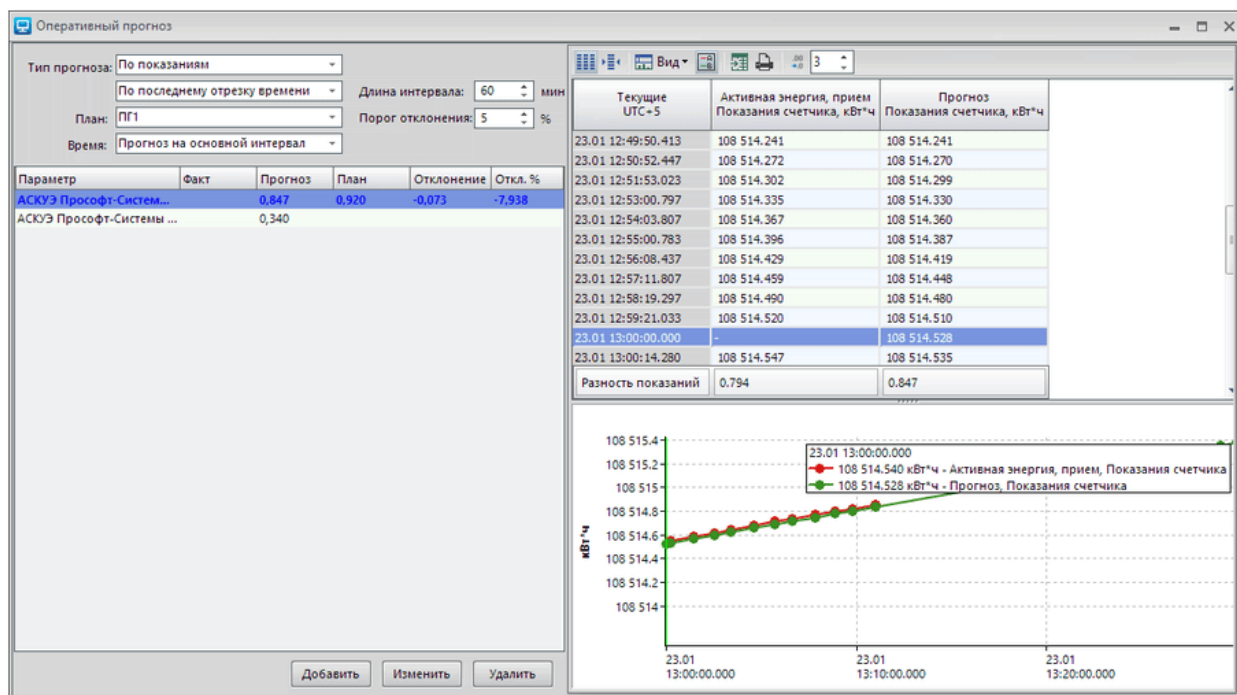 Оперативный прогноз
Тип прогноза: По показаниям
По последнему отрезку времени Длина интервала: 60 мин
План: ПГ1 Порог отклонения: 5 %
Время: Прогноз на основной интервал
Параметр Факт Прогноз План Отклонение Откл. %
АСКУЭ Прософт-Систем... 0,847 0,920 -0,073 -7,938
АСКУЭ Прософт-Системы ... 0,340
Добавить Изменить Удалить
Вид 3
Текущие Активная энергия, прием Прогноз
UTC+5 Показания счетчика, кВт*ч Показания счетчика, кВт*ч
23.01 12:49:50.413 108 514.241 108 514.241
23.01 12:50:52.447 108 514.272 108 514.270
23.01 12:51:53.023 108 514.302 108 514.299
23.01 12:53:00.797 108 514.335 108 514.330
23.01 12:54:03.807 108 514.367 108 514.360
23.01 12:55:00.783 108 514.396 108 514.387
23.01 12:56:08.437 108 514.429 108 514.419
23.01 12:57:11.807 108 514.459 108 514.448
23.01 12:58:19.297 108 514.490 108 514.480
23.01 12:59:21.033 108 514.520 108 514.510
23.01 13:00:00.000 - 108 514.528
23.01 13:00:14.280 108 514.547 108 514.535
Разность показаний 0.794 0.847
108 515.4
108 515.2
108 515
108 514.8
108 514.6
108 514.4
108 514.2
108 514
кВт*ч
23.01 13:00:00.000
108 514.540 кВт*ч - Активная энергия, прием, Показания счетчика
108 514.528 кВт*ч - Прогноз, Показания счетчика
23.01 23.01 23.01
13:00:00.000 13:10:00.000 13:20:00.000